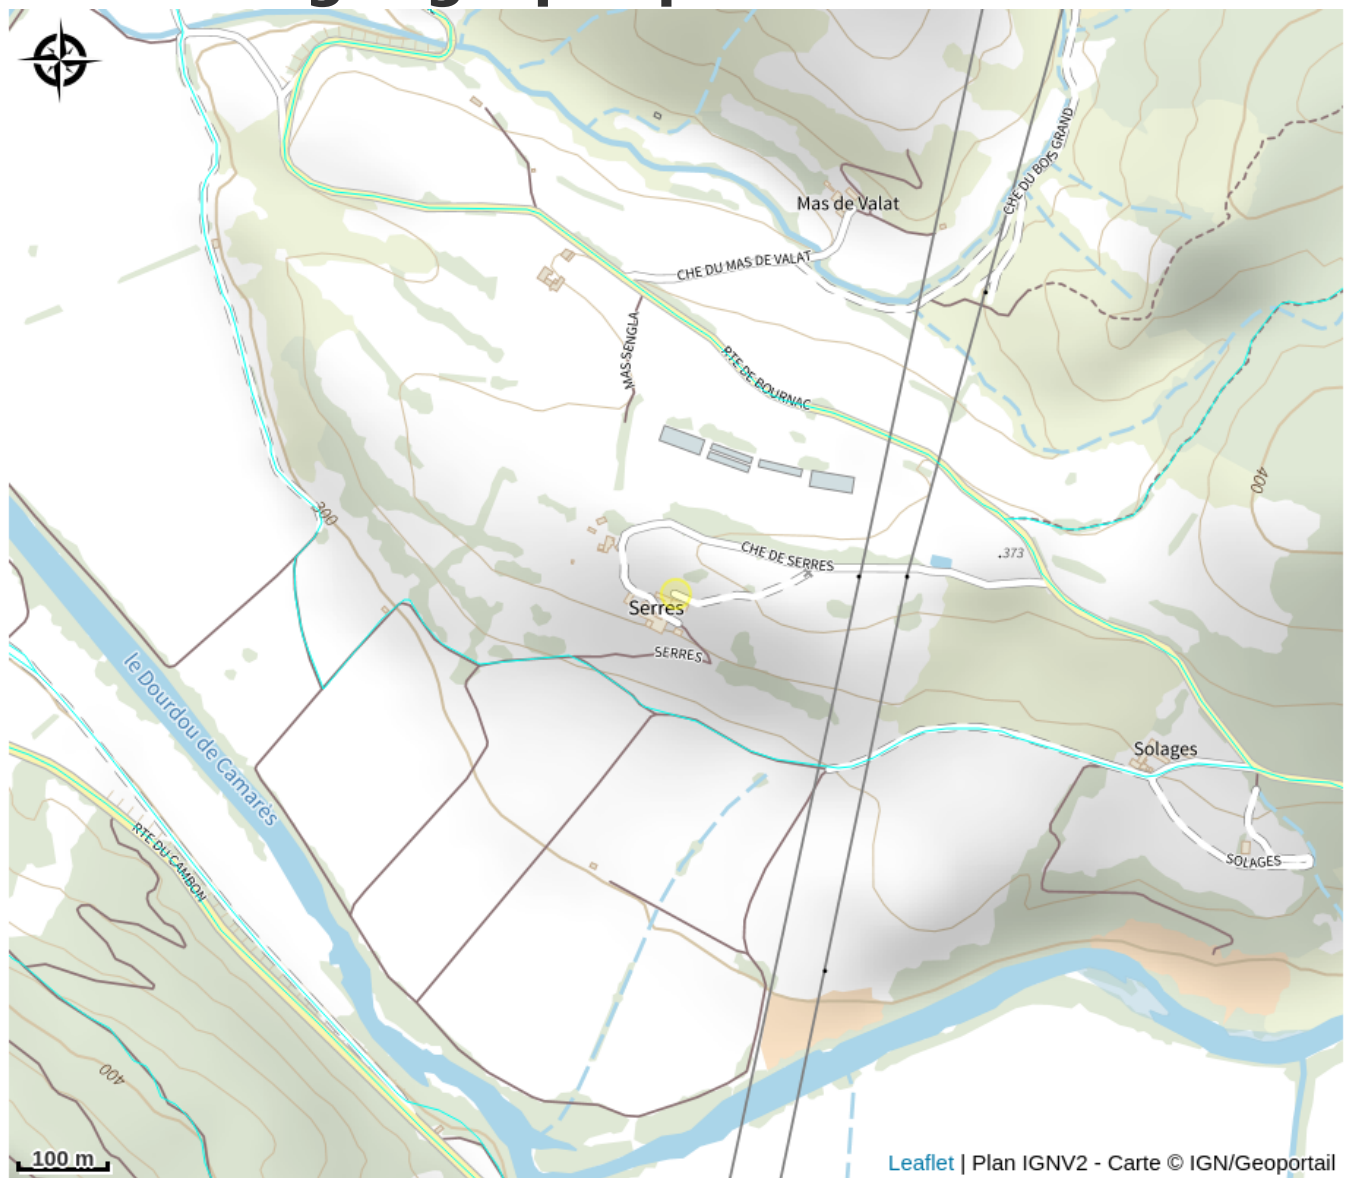 CHE DU BOIS GRAND
Mas de Valat
CHE DU MAS DE VALAT
MAS SENGLA
RTE DE BOURNAC
400
300
.373
CHE DE SERRES
Serres
SERRES
le Dourdou de Camarès
Solages
RTE DU CAMBON
SOLAGES
400
100 m
Leaflet | Plan IGNV2 - Carte © IGN/Geoportail